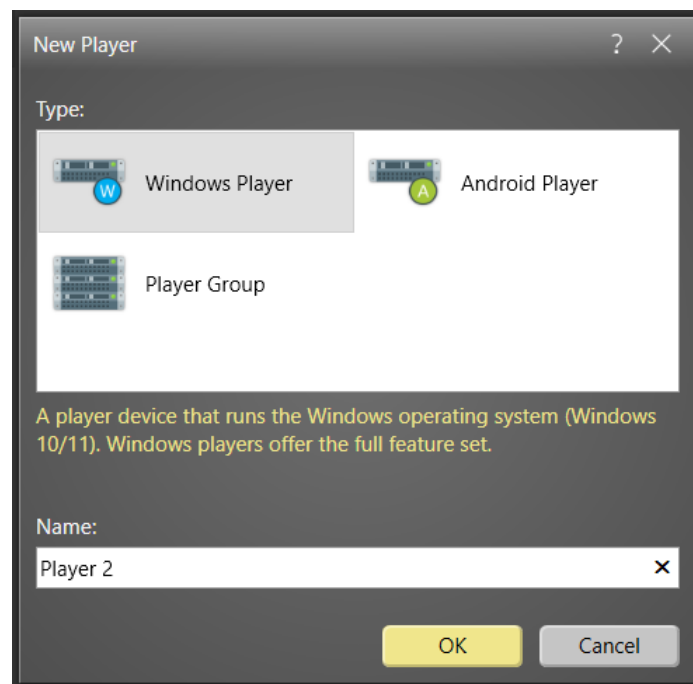 New Player
Type:
W
Windows Player
A
Android Player
Player Group
A player device that runs the Windows operating system (Windows
10/11). Windows players offer the full feature set.
Name:
Player 2
OK
Cancel